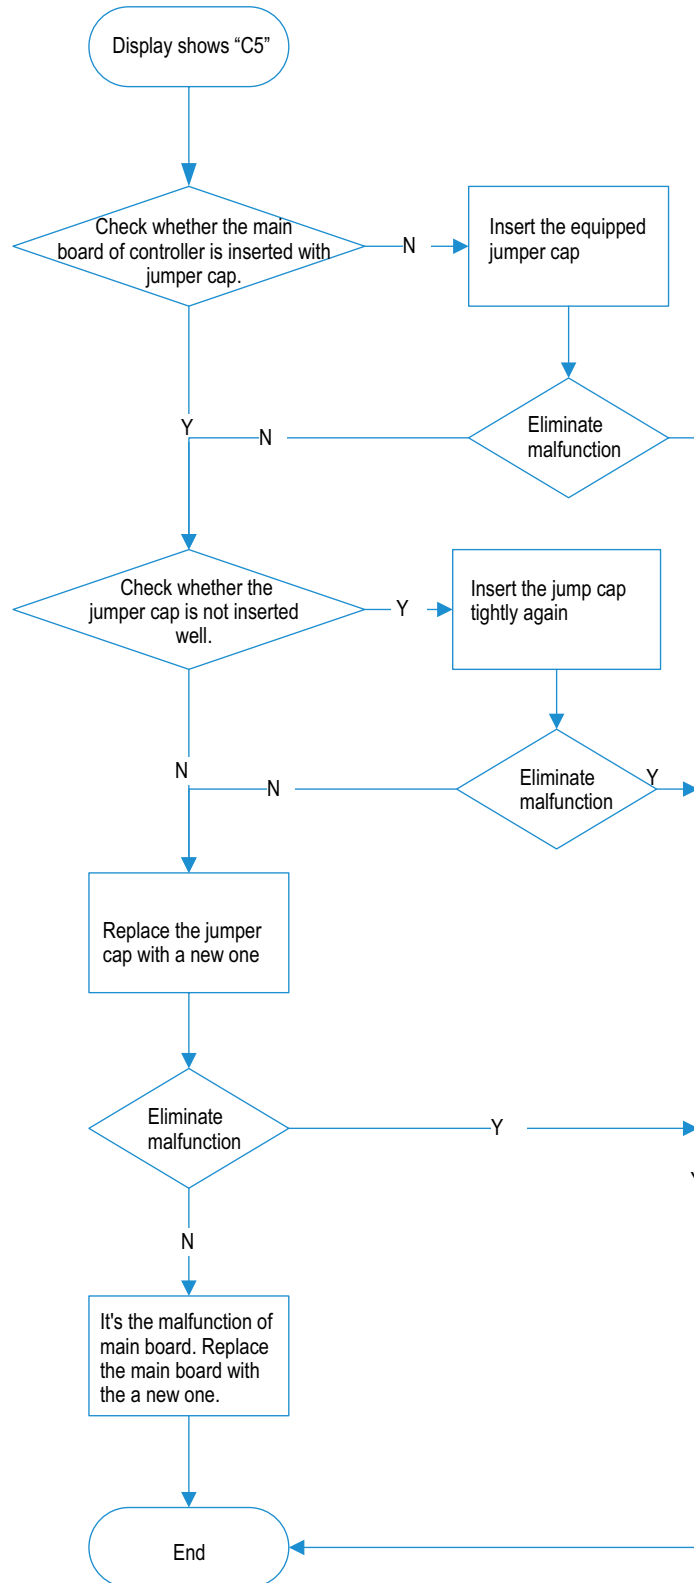 Display shows “C5”
Check whether the main
board of controller is inserted with
jumper cap.
N
Insert the equipped
jumper cap
Y
N
Eliminate
malfunction
Check whether the
jumper cap is not inserted
well.
Y
Insert the jump cap
tightly again
N
N
Eliminate
malfunction
Y
Replace the jumper
cap with a new one
Eliminate
malfunction
Y
Y
N
It's the malfunction of
main board. Replace
the main board with
the a new one.
End